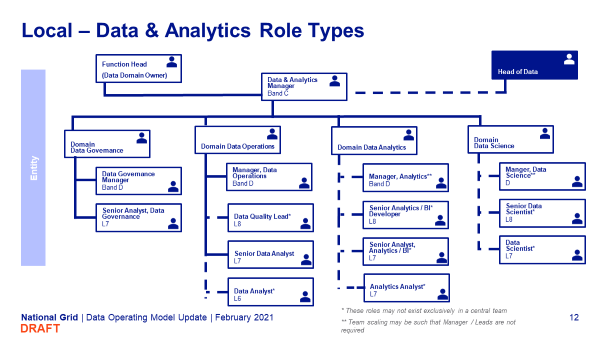 Local – Data & Analytics Role Types
Function Head
(Data Domain Owner)
Head of Data
Data & Analytics
Manager
Band C
Entity
Domain
Data Governance
Data Governance
Manager
Band D
Senior Analyst, Data
Governance
L7
Domain Data Operations
Manager, Data
Operations
Band D
Data Quality Lead*
L8
Senior Data Analyst
L7
Data Analyst*
L6
Domain Data Analytics
Manager, Analytics**
Band D
Senior Analytics / BI*
Developer
L8
Senior Analyst,
Analytics / BI*
L7
Analytics Analyst*
L7
Domain
Data Science
Manger, Data
Science**
D
Senior Data
Scientist*
L8
Data
Scientist*
L7
* These roles may not exist exclusively in a central team
** Team scaling may be such that Manager / Leads are not
required
National Grid | Data Operating Model Update | February 2021
12
DRAFT